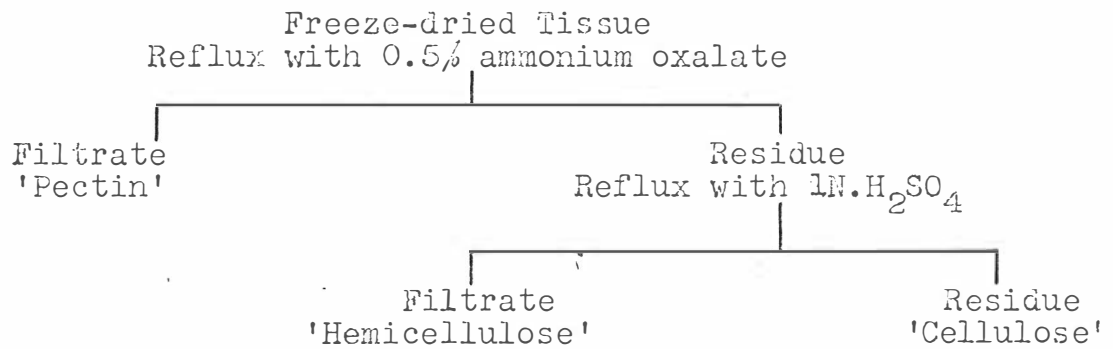 Freeze-dried Tissue
Reflux with 0.5% ammonium oxalate
Filtrate
'Pectin'
Residue
Reflux with 1N.H₂SO₄
Filtrate
'Hemicellulose'
Residue
'Cellulose'